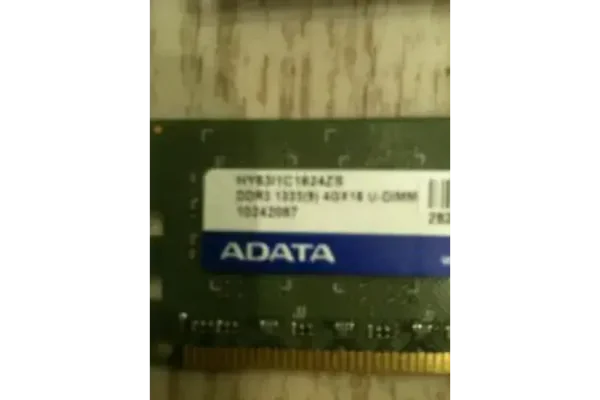 HY63I1C1624ZS
DDR3 1333(9) 4GX16 U-DIMM
10242087
ADATA